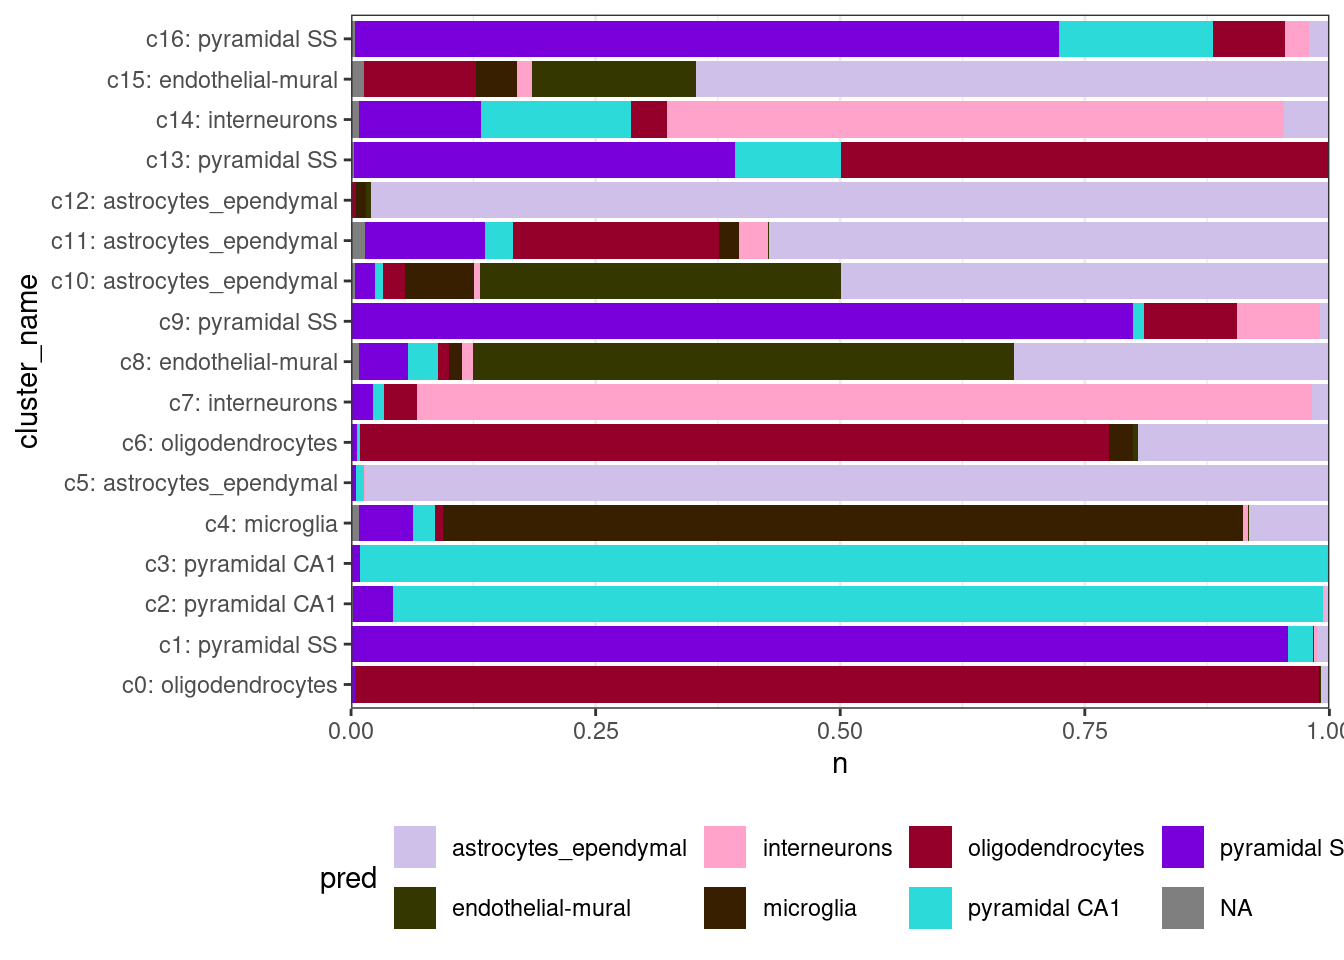 c16: pyramidal SS
c15: endothelial-mural
c14: interneurons
c13: pyramidal SS
c12: astrocytes_ependymal
c11: astrocytes_ependymal
c10: astrocytes_ependymal
c9: pyramidal SS
c8: endothelial-mural
c7: interneurons
c6: oligodendrocytes
c5: astrocytes_ependymal
c4: microglia
c3: pyramidal CA1
c2: pyramidal CA1
c1: pyramidal SS
c0: oligodendrocytes
cluster_name
0.00 0.25 0.50 0.75 1.00
n
pred
astrocytes_ependymal interneurons oligodendrocytes pyramidal S
endothelial-mural microglia pyramidal CA1 NA